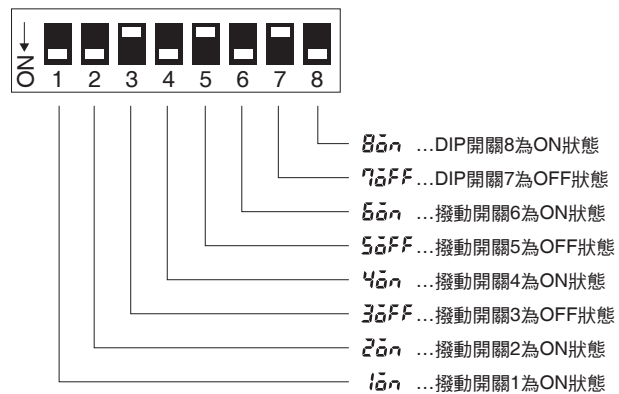 ON
1 2 3 4 5 6 7 8
8on ...DIP開關8為ON狀態
7oFF...DIP開關7為OFF狀態
6on ...撥動開關6為ON狀態
5oFF...撥動開關5為OFF狀態
4on ...撥動開關4為ON狀態
3oFF...撥動開關3為OFF狀態
2on ...撥動開關2為ON狀態
1on ...撥動開關1為ON狀態